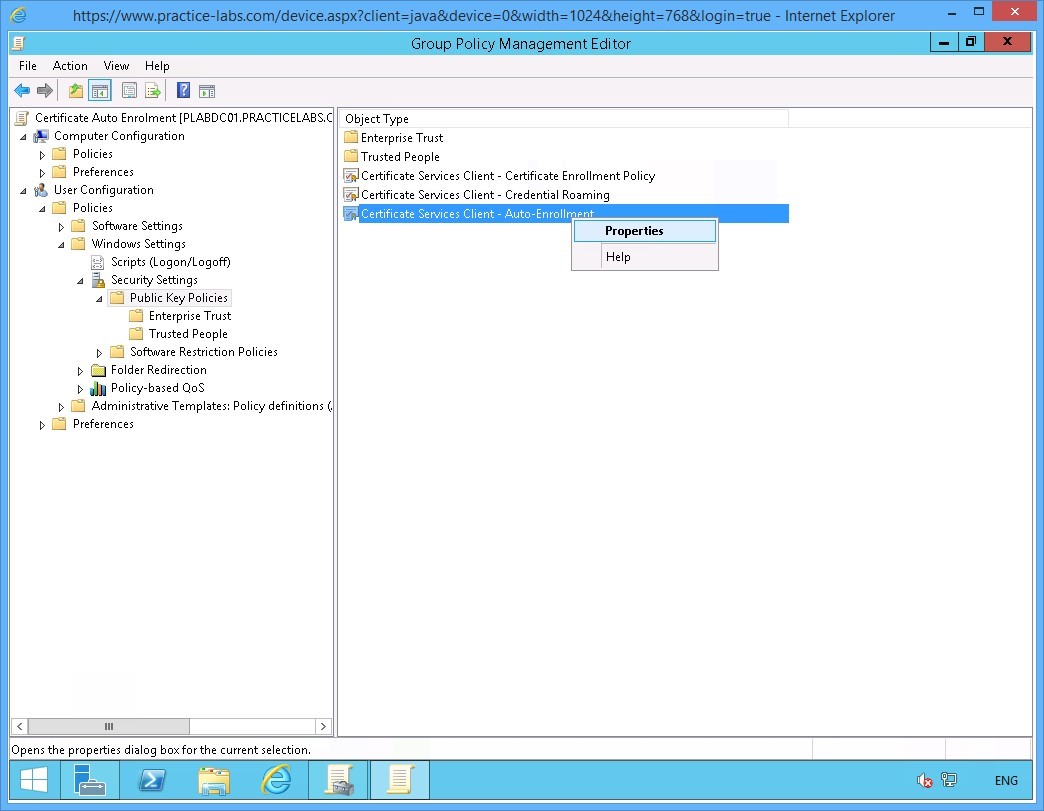 https://www.practice-labs.com/device.aspx?client=java&device=0&width=1024&height=768&login=true - Internet Explorer
Group Policy Management Editor
File Action View Help
Certificate Auto Enrolment [PLABDC01.PRACTICELABS.C
Computer Configuration
Policies
Preferences
User Configuration
Policies
Software Settings
Windows Settings
Scripts (Logon/Logoff)
Security Settings
Public Key Policies
Enterprise Trust
Trusted People
Software Restriction Policies
Folder Redirection
Policy-based QoS
Administrative Templates: Policy definitions (.
Preferences
Object Type
Enterprise Trust
Trusted People
Certificate Services Client - Certificate Enrollment Policy
Certificate Services Client - Credential Roaming
Certificate Services Client - Auto-Enrollment
Properties
Help
Opens the properties dialog box for the current selection.
ENG